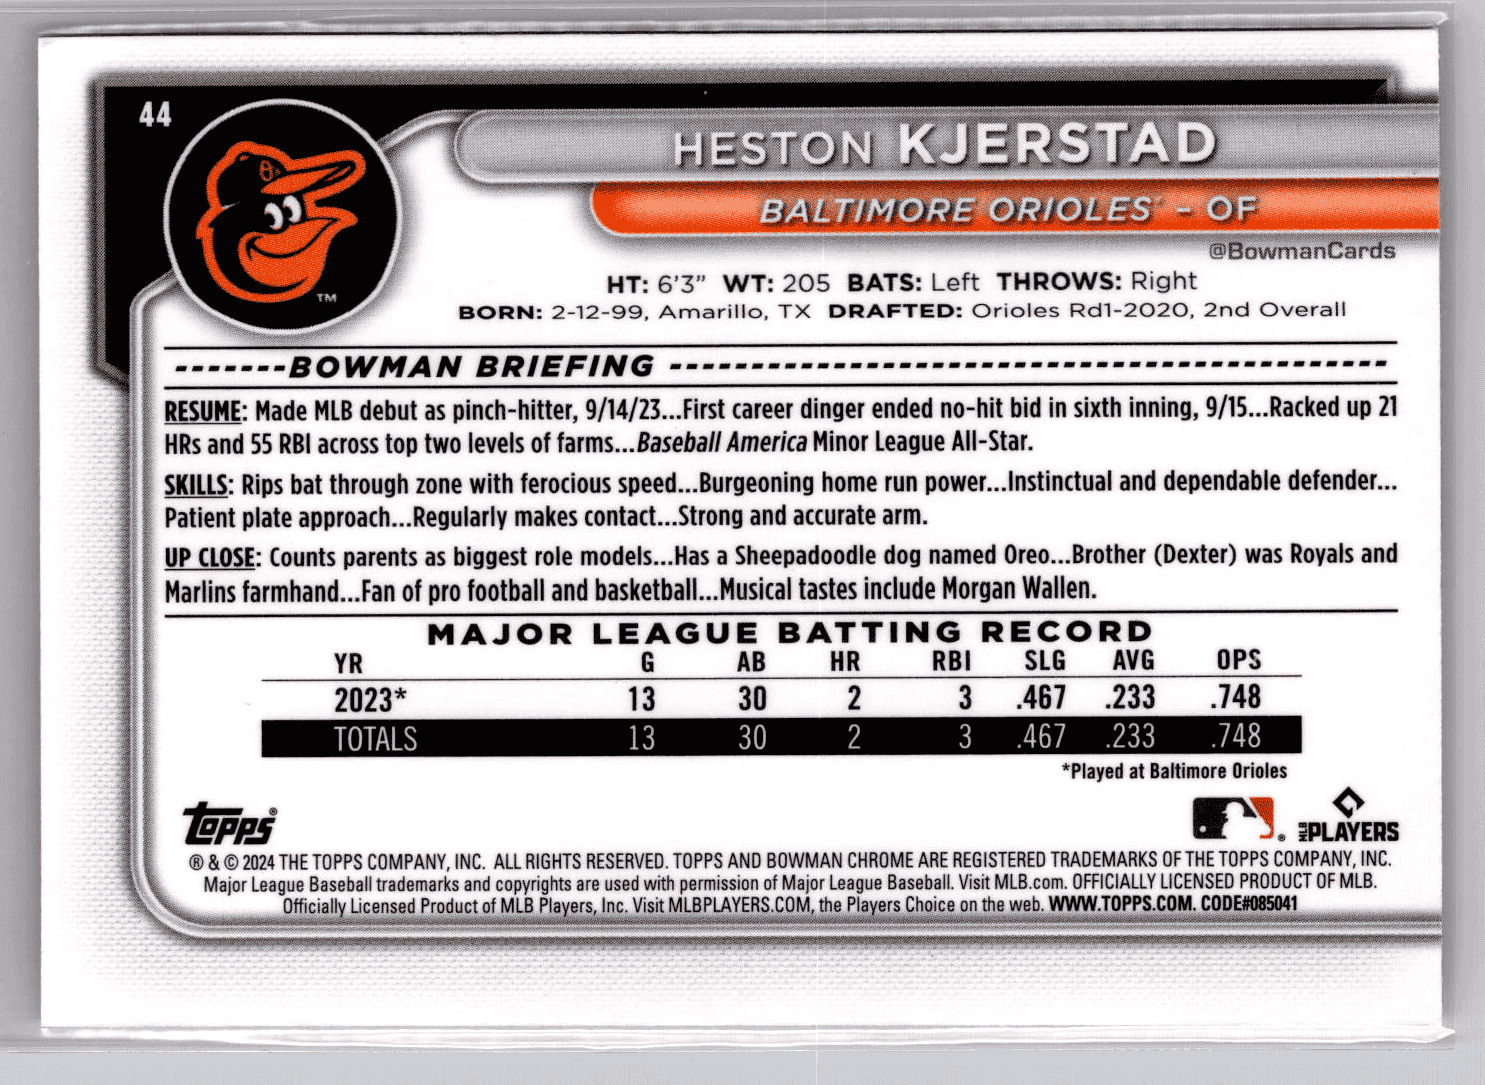 44
HESTON KJERSTAD
BALTIMORE ORIOLES™ - OF
@BowmanCards
HT: 6'3" WT: 205 BATS: Left THROWS: Right
BORN: 2-12-99, Amarillo, TX DRAFTED: Orioles Rd1-2020, 2nd Overall
TM
-------BOWMAN BRIEFING ------------------------------------
RESUME: Made MLB debut as pinch-hitter, 9/14/23...First career dinger ended no-hit bid in sixth inning, 9/15...Racked up 21
HRs and 55 RBI across top two levels of farms...Baseball America Minor League All-Star.
SKILLS: Rips bat through zone with ferocious speed...Burgeoning home run power...Instinctual and dependable defender...
Patient plate approach...Regularly makes contact...Strong and accurate arm.
UP CLOSE: Counts parents as biggest role models...Has a Sheepadoodle dog named Oreo...Brother (Dexter) was Royals and
Marlins farmhand...Fan of pro football and basketball...Musical tastes include Morgan Wallen.
MAJOR LEAGUE BATTING RECORD
YR G AB HR RBI SLG AVG OPS
2023* 13 30 2 3 .467 .233 .748
TOTALS 13 30 2 3 .467 .233 .748
*Played at Baltimore Orioles
Topps® ® MLB PLAYERS
® & © 2024 THE TOPPS COMPANY, INC. ALL RIGHTS RESERVED. TOPPS AND BOWMAN CHROME ARE REGISTERED TRADEMARKS OF THE TOPPS COMPANY, INC.
Major League Baseball trademarks and copyrights are used with permission of Major League Baseball. Visit MLB.com. OFFICIALLY LICENSED PRODUCT OF MLB.
Officially Licensed Product of MLB Players, Inc. Visit MLBPLAYERS.COM, the Players Choice on the web. WWW.TOPPS.COM. CODE#085041